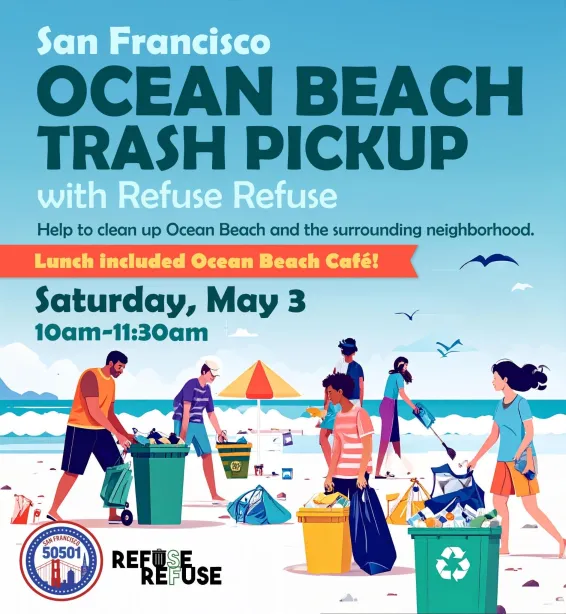 San Francisco
OCEAN BEACH
TRASH PICKUP
with Refuse Refuse
Help to clean up Ocean Beach and the surrounding neighborhood.
Lunch included Ocean Beach Café!
Saturday, May 3
10am-11:30am
SAN FRANCISCO
50501
REFUSE
REFUSE